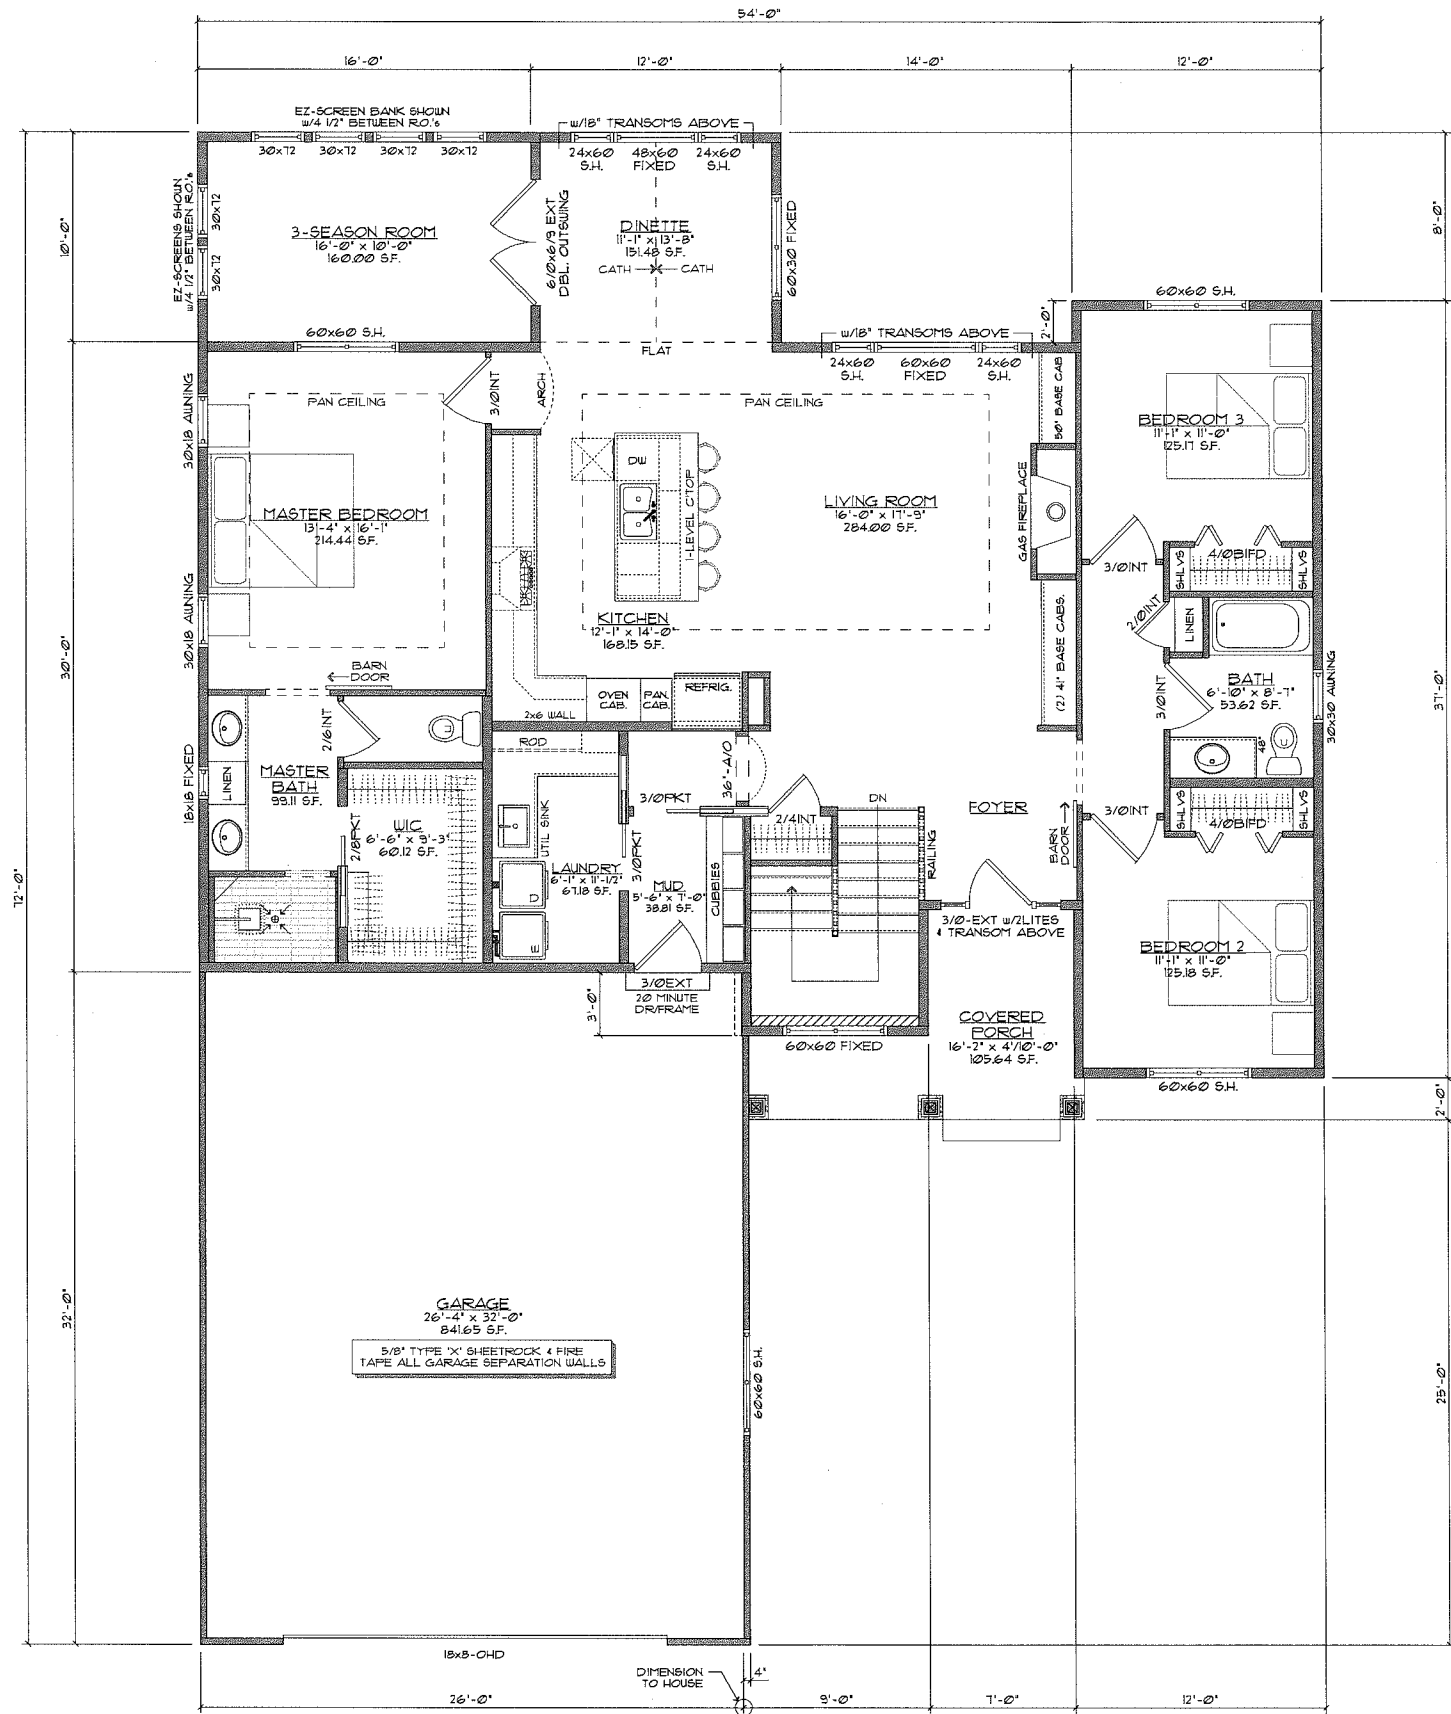 54'-0"
16'-0"
12'-0"
14'-0"
12'-0"
EZ-SCREEN BANK SHOWN
w/4 1/2" BETWEEN R.O.'s
w/18" TRANSOMS ABOVE
30x72
30x72
30x72
30x72
24x60
S.H.
48x60
FIXED
24x60
S.H.
EZ-SCREENS SHOWN
w/4 1/2" BETWEEN R.O.'s
30x72
30x72
10'-0"
8'-0"
3-SEASON ROOM
16'-0" x 10'-0"
160.00 S.F.
6/0x6/9 EXT
DBL. OUTSWING
DINETTE
11'-1" x 13'-8"
151.48 S.F.
CATH
CATH
60x30 FIXED
60x60 S.H.
FLAT
w/18" TRANSOMS ABOVE
24x60
S.H.
60x60
FIXED
24x60
S.H.
2'-0"
60x60 S.H.
30x18 AWNING
PAN CEILING
3/0INT
ARCH
PAN CEILING
50" BASE CAB
BEDROOM 3
11'-1" x 11'-0"
125.17 S.F.
DW
1-LEVEL C'TOP
LIVING ROOM
16'-0" x 17'-9"
284.00 S.F.
GAS FIREPLACE
MASTER BEDROOM
13'-4" x 16'-1"
214.44 S.F.
30x18 AWNING
30'-0"
3/0INT
4/0BIFD
SHLVS
SHLVS
2/0INT
LINEN
KITCHEN
12'-1" x 14'-0"
168.15 S.F.
(2) 41" BASE CABS.
BARN
DOOR
OVEN
CAB.
PAN.
CAB.
REFRIG.
2x6 WALL
3/0INT
BATH
6'-10" x 8'-7"
53.62 S.F.
30x30 AWNING
37'-0"
48"
2/6INT
ROD
18x18 FIXED
LINEN
MASTER
BATH
99.11 S.F.
36"-A/O
3/0PKT
2/8PKT
WIC
6'-6" x 9'-3"
60.12 S.F.
UTIL SINK
2/4INT
DN
RAILING
FOYER
BARN
DOOR
3/0INT
SHLVS
4/0BIFD
SHLVS
LAUNDRY
6'-1" x 11'-1/2"
67.18 S.F.
3/0PKT
MUD
5'-6" x 7'-0"
38.81 S.F.
CUBBIES
D
W
72'-0"
3/0-EXT w/2LITES
& TRANSOM ABOVE
BEDROOM 2
11'-1" x 11'-0"
125.18 S.F.
3/0EXT
20 MINUTE
DR/FRAME
3'-0"
60x60 FIXED
COVERED
PORCH
16'-2" x 4'/10'-0"
105.64 S.F.
60x60 S.H.
2'-0"
32'-0"
GARAGE
26'-4" x 32'-0"
841.65 S.F.
5/8" TYPE 'X' SHEETROCK & FIRE
TAPE ALL GARAGE SEPARATION WALLS
60x60 S.H.
25'-0"
18x8-OHD
DIMENSION
TO HOUSE
4"
26'-0"
9'-0"
7'-0"
12'-0"